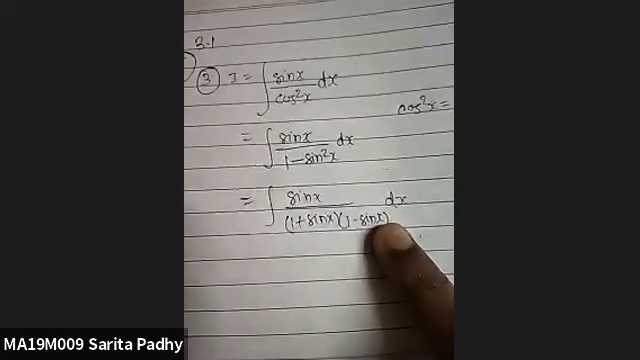 3.1
③ I = ∫ sinx/cos²x dx
cos²x =
= ∫ sinx/1-sin²x dx
= ∫ sinx/(1+sinx)(1-sinx) dx
MA19M009 Sarita Padhy